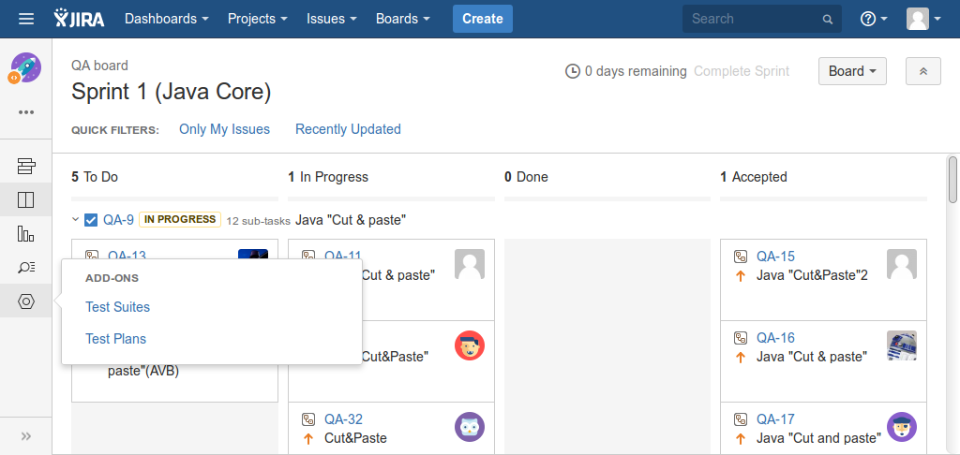 JIRA Dashboards Projects Issues Boards Create Search
QA board
Sprint 1 (Java Core)
0 days remaining Complete Sprint Board
QUICK FILTERS: Only My Issues Recently Updated
5 To Do 1 In Progress 0 Done 1 Accepted
QA-9 IN PROGRESS 12 sub-tasks Java "Cut & paste"
QA-13 QA-11 QA-15
Cut & paste" Java "Cut&Paste"2
ADD-ONS
Test Suites
Test Plans
QA-16
Cut&Paste" Java "Cut & paste"
paste"(AVB)
QA-32 QA-17
Cut&Paste Java "Cut and paste"